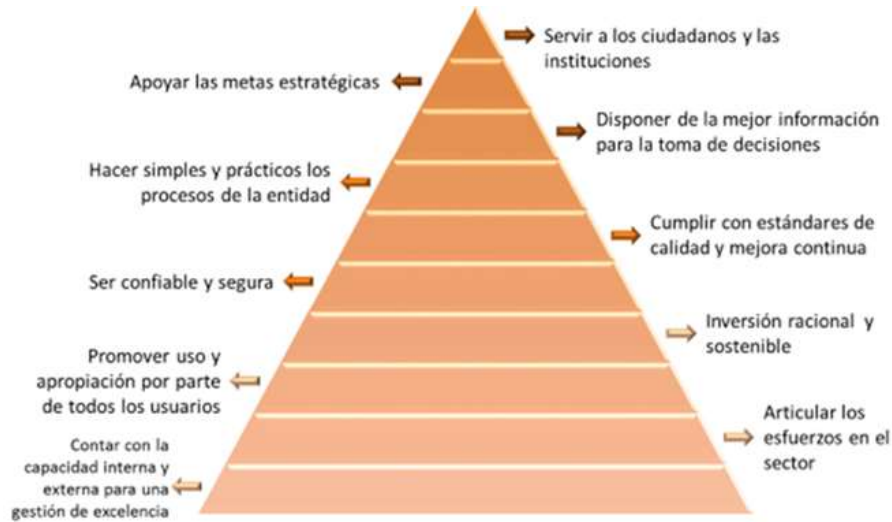 Servir a los ciudadanos y las
instituciones
Apoyar las metas estratégicas
Disponer de la mejor información
para la toma de decisiones
Hacer simples y prácticos los
procesos de la entidad
Cumplir con estándares de
calidad y mejora continua
Ser confiable y segura
Inversión racional y
sostenible
Promover uso y
apropiación por parte
de todos los usuarios
Articular los
esfuerzos en el
sector
Contar con la
capacidad interna y
externa para una
gestión de excelencia